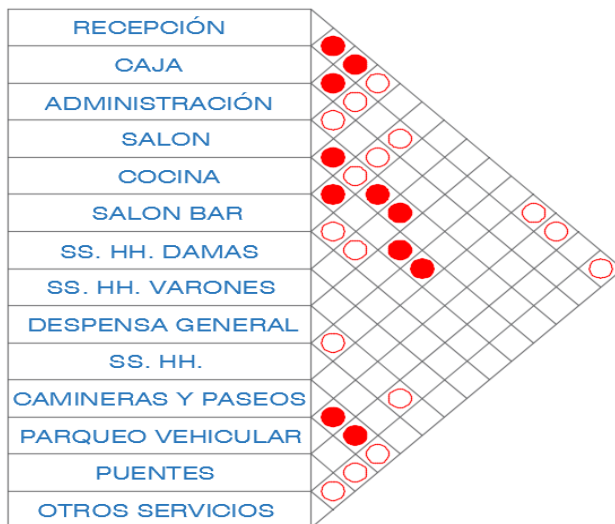 RECEPCIÓN
CAJA
ADMINISTRACIÓN
SALON
COCINA
SALON BAR
SS. HH. DAMAS
SS. HH. VARONES
DESPENSA GENERAL
SS. HH.
CAMINERAS Y PASEOS
PARQUEO VEHICULAR
PUENTES
OTROS SERVICIOS